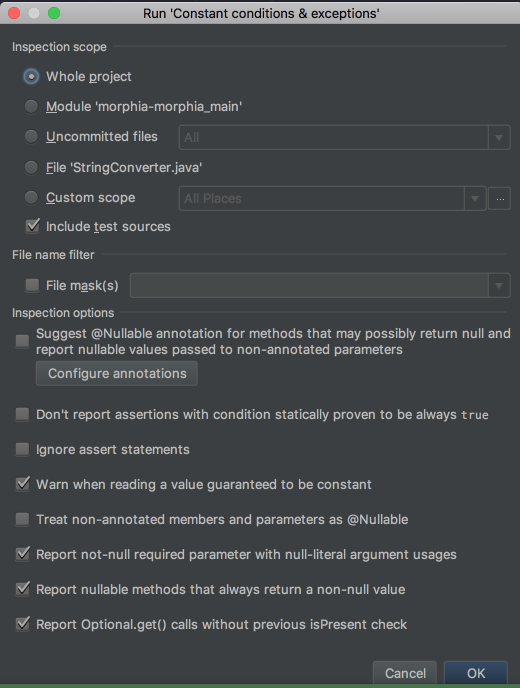 Run 'Constant conditions & exceptions'
Inspection scope
Whole project
Module 'morphia-morphia_main'
Uncommitted files All
File 'StringConverter.java'
Custom scope All Places ...
Include test sources
File name filter
File mask(s)
Inspection options
Suggest @Nullable annotation for methods that may possibly return null and
report nullable values passed to non-annotated parameters
Configure annotations
Don't report assertions with condition statically proven to be always true
Ignore assert statements
Warn when reading a value guaranteed to be constant
Treat non-annotated members and parameters as @Nullable
Report not-null required parameter with null-literal argument usages
Report nullable methods that always return a non-null value
Report Optional.get() calls without previous isPresent check
Cancel OK